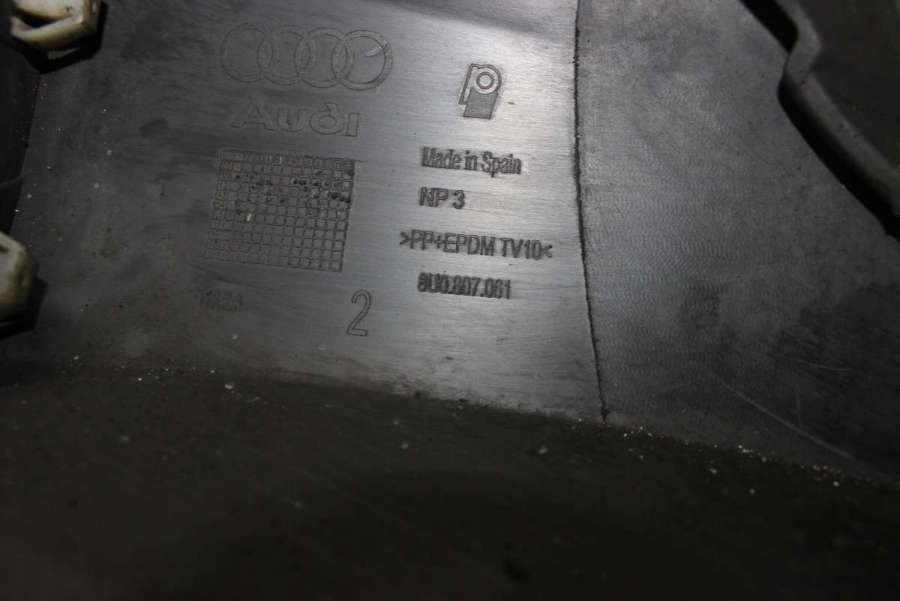 Audi
Made in Spain
NP 3
>PP+EPDM TV10<
8U0.807.061
2